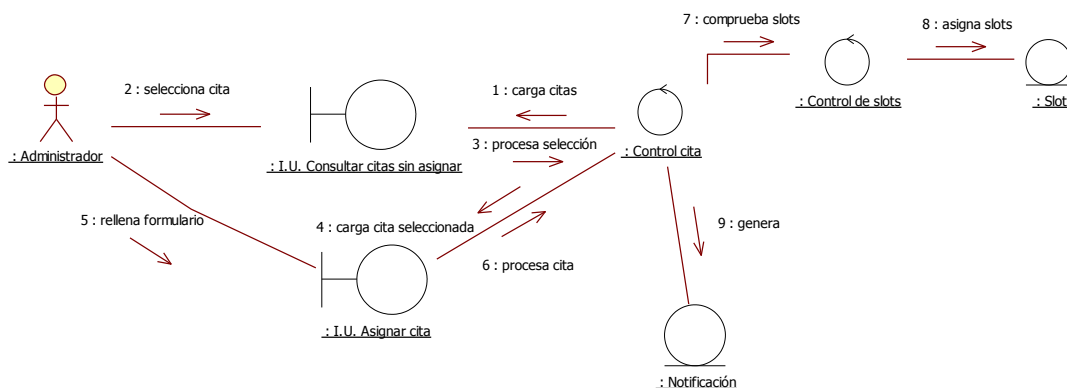 7 : comprueba slots
8 : asigna slots
2 : selecciona cita
1 : carga citas
: Control de slots
: Slot
3 : procesa selección
: Control cita
: Administrador
: I.U. Consultar citas sin asignar
5 : rellena formulario
4 : carga cita seleccionada
9 : genera
6 : procesa cita
: I.U. Asignar cita
: Notificación